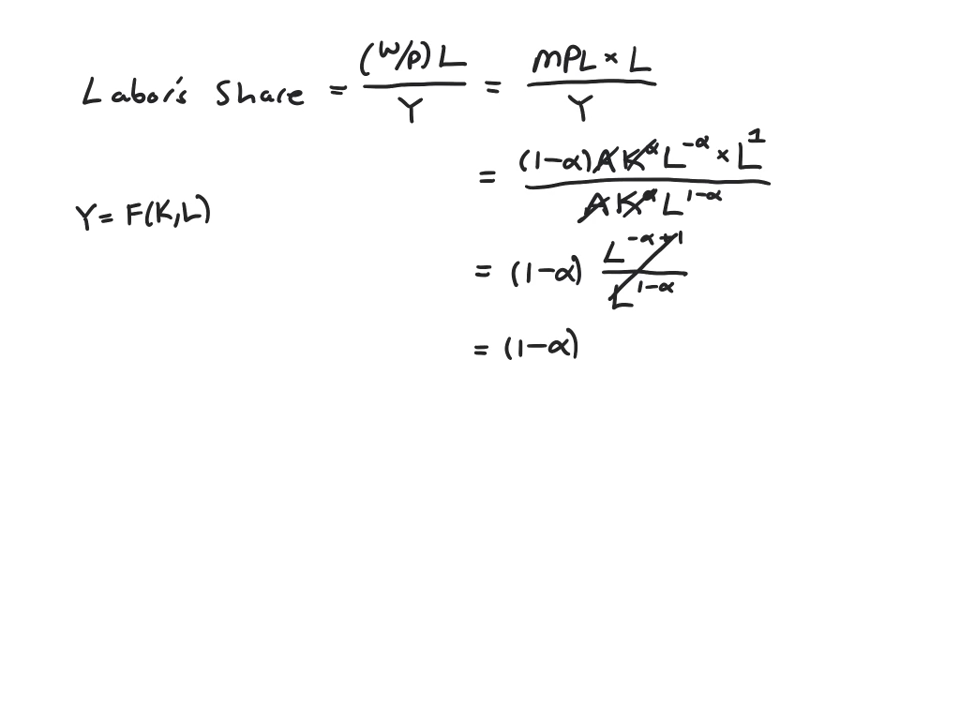 Labor's Share = (W/P) L / Y = MPL × L / Y
= (1-α) A K^α L^-α × L^1 / A K^α L^1-α
Y = F(K,L)
= (1-α) L^-α+1 / L^1-α
= (1-α)